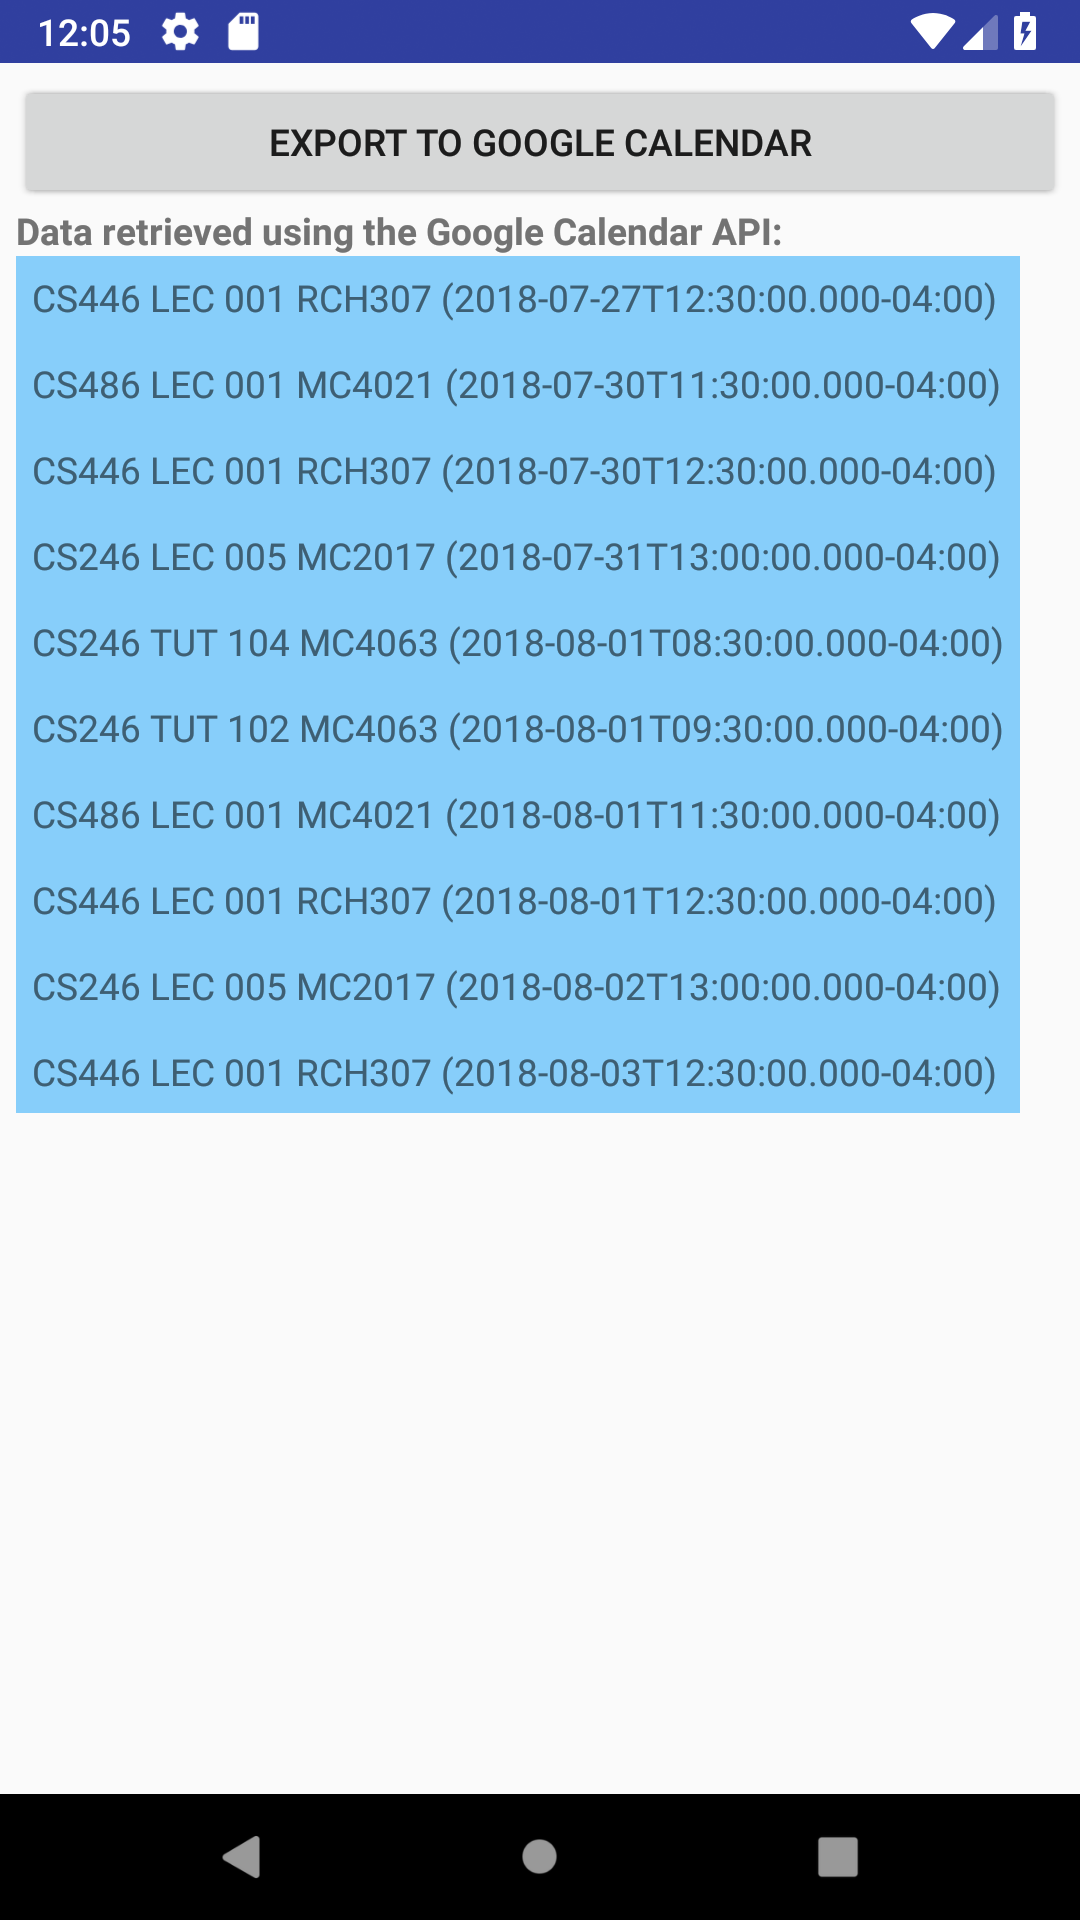 12:05
EXPORT TO GOOGLE CALENDAR
Data retrieved using the Google Calendar API:
CS446 LEC 001 RCH307 (2018-07-27T12:30:00.000-04:00)
CS486 LEC 001 MC4021 (2018-07-30T11:30:00.000-04:00)
CS446 LEC 001 RCH307 (2018-07-30T12:30:00.000-04:00)
CS246 LEC 005 MC2017 (2018-07-31T13:00:00.000-04:00)
CS246 TUT 104 MC4063 (2018-08-01T08:30:00.000-04:00)
CS246 TUT 102 MC4063 (2018-08-01T09:30:00.000-04:00)
CS486 LEC 001 MC4021 (2018-08-01T11:30:00.000-04:00)
CS446 LEC 001 RCH307 (2018-08-01T12:30:00.000-04:00)
CS246 LEC 005 MC2017 (2018-08-02T13:00:00.000-04:00)
CS446 LEC 001 RCH307 (2018-08-03T12:30:00.000-04:00)